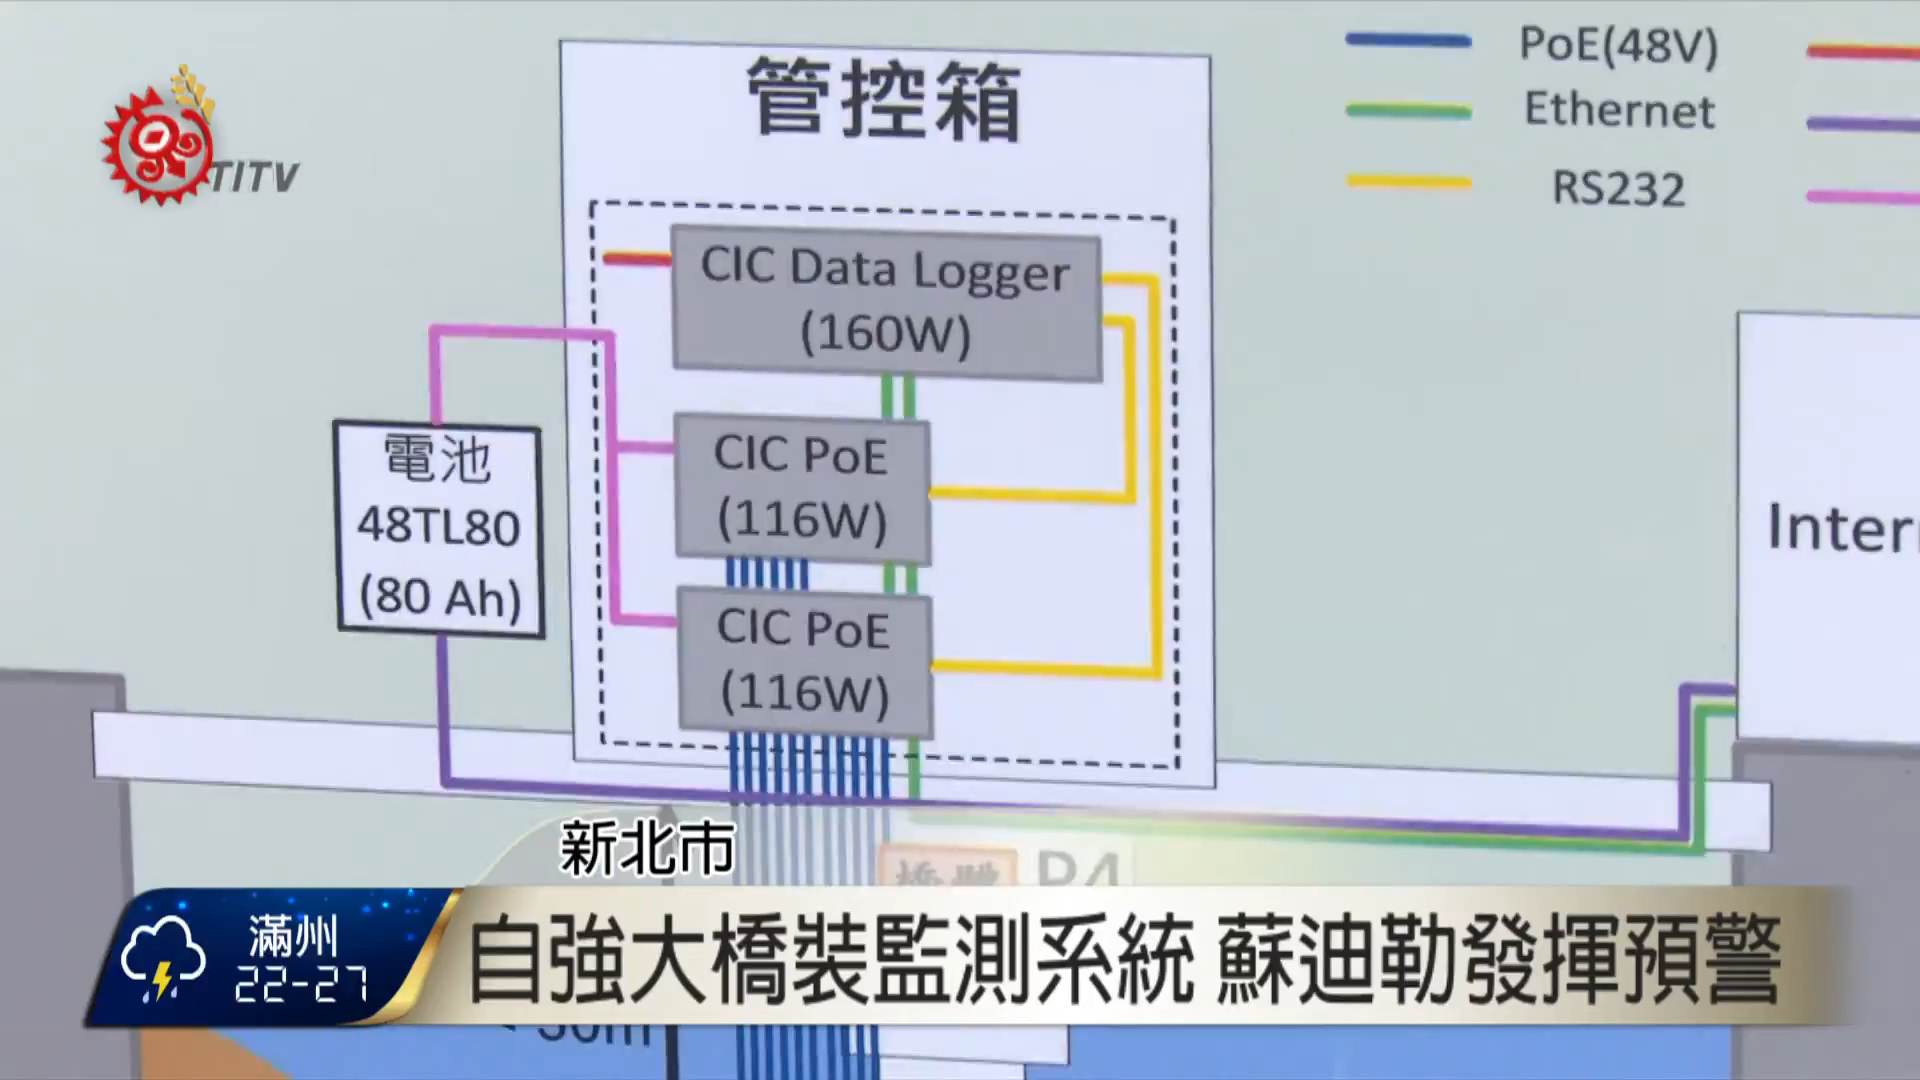 管控箱
PoE(48V)
Ethernet
RS232
TITV
CIC Data Logger
(160W)
CIC PoE
(116W)
CIC PoE
(116W)
電池
48TL80
(80 Ah)
新北市
P4
滿州
22-27
自強大橋裝監測系統 蘇迪勒發揮預警